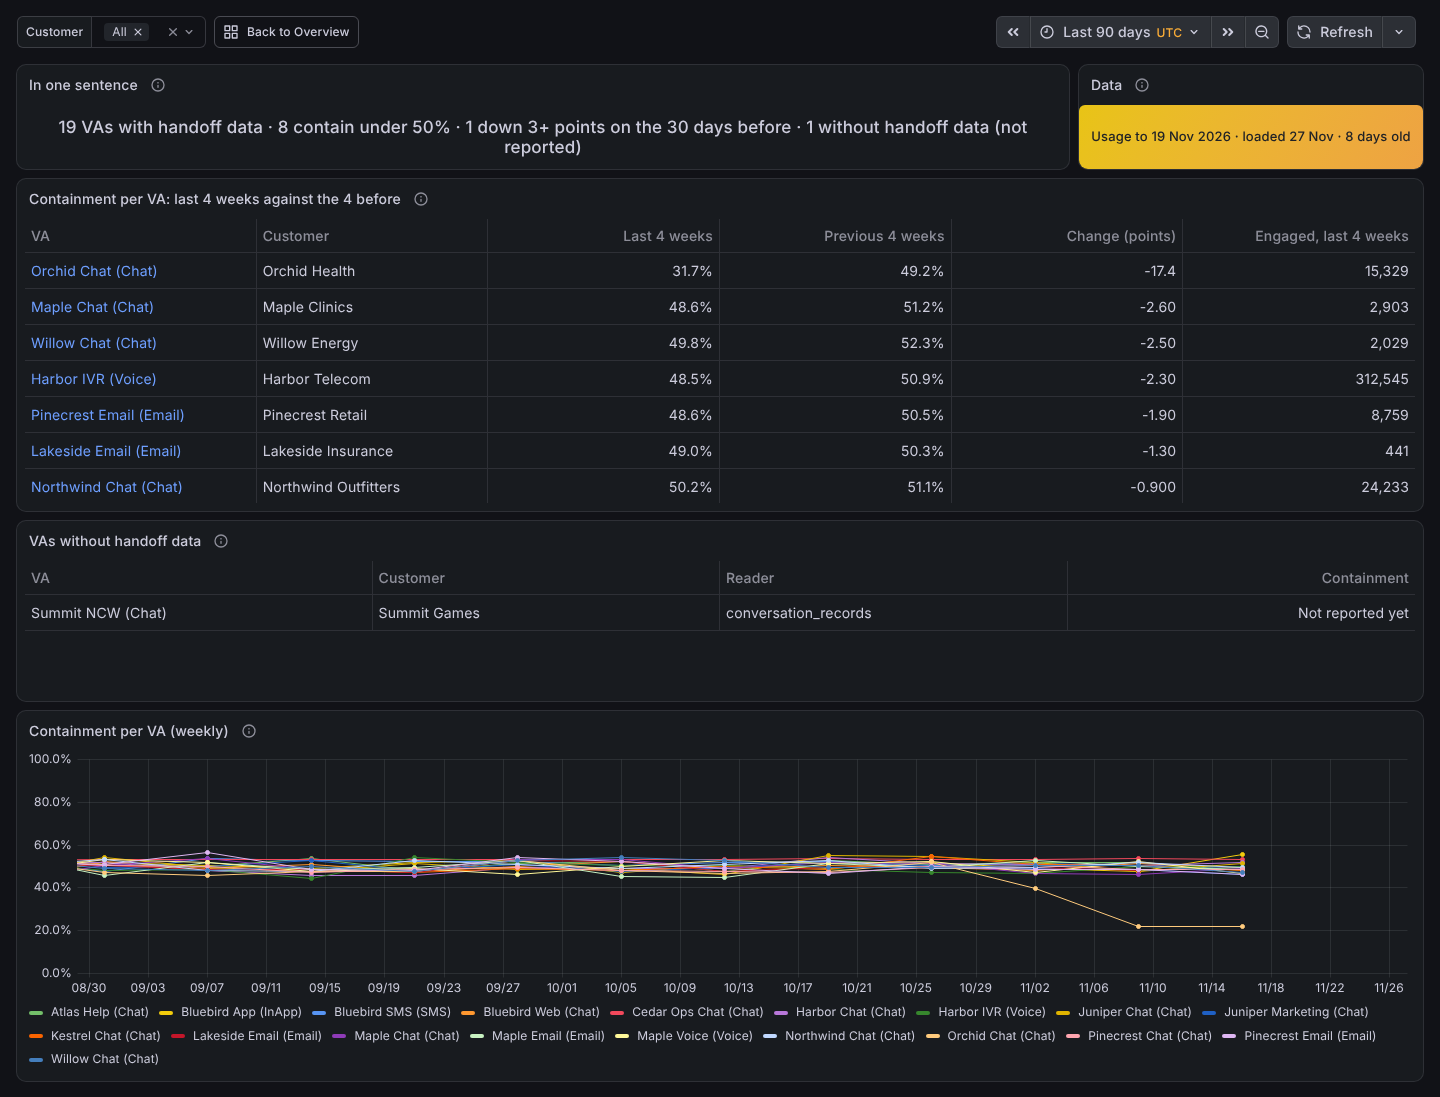 Customer All Back to Overview Last 90 days UTC Refresh
In one sentence
19 VAs with handoff data · 8 contain under 50% · 1 down 3+ points on the 30 days before · 1 without handoff data (not
reported)
Data
Usage to 19 Nov 2026 · loaded 27 Nov · 8 days old
Containment per VA: last 4 weeks against the 4 before
VA Customer Last 4 weeks Previous 4 weeks Change (points) Engaged, last 4 weeks
Orchid Chat (Chat) Orchid Health 31.7% 49.2% -17.4 15,329
Maple Chat (Chat) Maple Clinics 48.6% 51.2% -2.60 2,903
Willow Chat (Chat) Willow Energy 49.8% 52.3% -2.50 2,029
Harbor IVR (Voice) Harbor Telecom 48.5% 50.9% -2.30 312,545
Pinecrest Email (Email) Pinecrest Retail 48.6% 50.5% -1.90 8,759
Lakeside Email (Email) Lakeside Insurance 49.0% 50.3% -1.30 441
Northwind Chat (Chat) Northwind Outfitters 50.2% 51.1% -0.900 24,233
VAs without handoff data
VA Customer Reader Containment
Summit NCW (Chat) Summit Games conversation_records Not reported yet
Containment per VA (weekly)
100.0%
80.0%
60.0%
40.0%
20.0%
0.0%
08/30 09/03 09/07 09/11 09/15 09/19 09/23 09/27 10/01 10/05 10/09 10/13 10/17 10/21 10/25 10/29 11/02 11/06 11/10 11/14 11/18 11/22 11/26
Atlas Help (Chat) Bluebird App (InApp) Bluebird SMS (SMS) Bluebird Web (Chat) Cedar Ops Chat (Chat) Harbor Chat (Chat) Harbor IVR (Voice) Juniper Chat (Chat) Juniper Marketing (Chat)
Kestrel Chat (Chat) Lakeside Email (Email) Maple Chat (Chat) Maple Email (Email) Maple Voice (Voice) Northwind Chat (Chat) Orchid Chat (Chat) Pinecrest Chat (Chat) Pinecrest Email (Email)
Willow Chat (Chat)